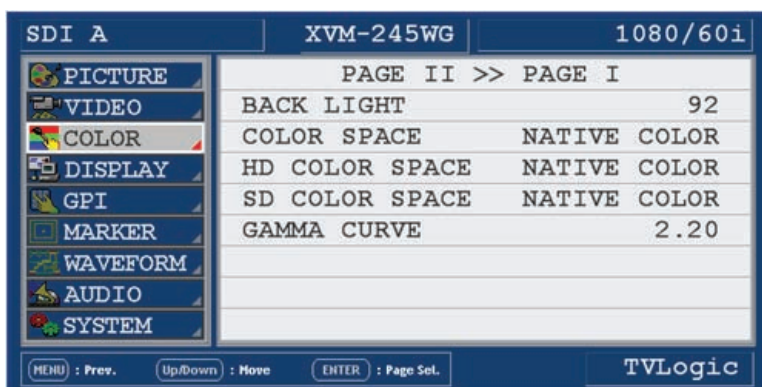 SDI A XVM-245WG 1080/60i
PICTURE
VIDEO
COLOR
DISPLAY
GPI
MARKER
WAVEFORM
AUDIO
SYSTEM
PAGE II >> PAGE I
BACK LIGHT 92
COLOR SPACE NATIVE COLOR
HD COLOR SPACE NATIVE COLOR
SD COLOR SPACE NATIVE COLOR
GAMMA CURVE 2.20
MENU : Prev. Up/Down : Move ENTER : Page Sel. TVLogic